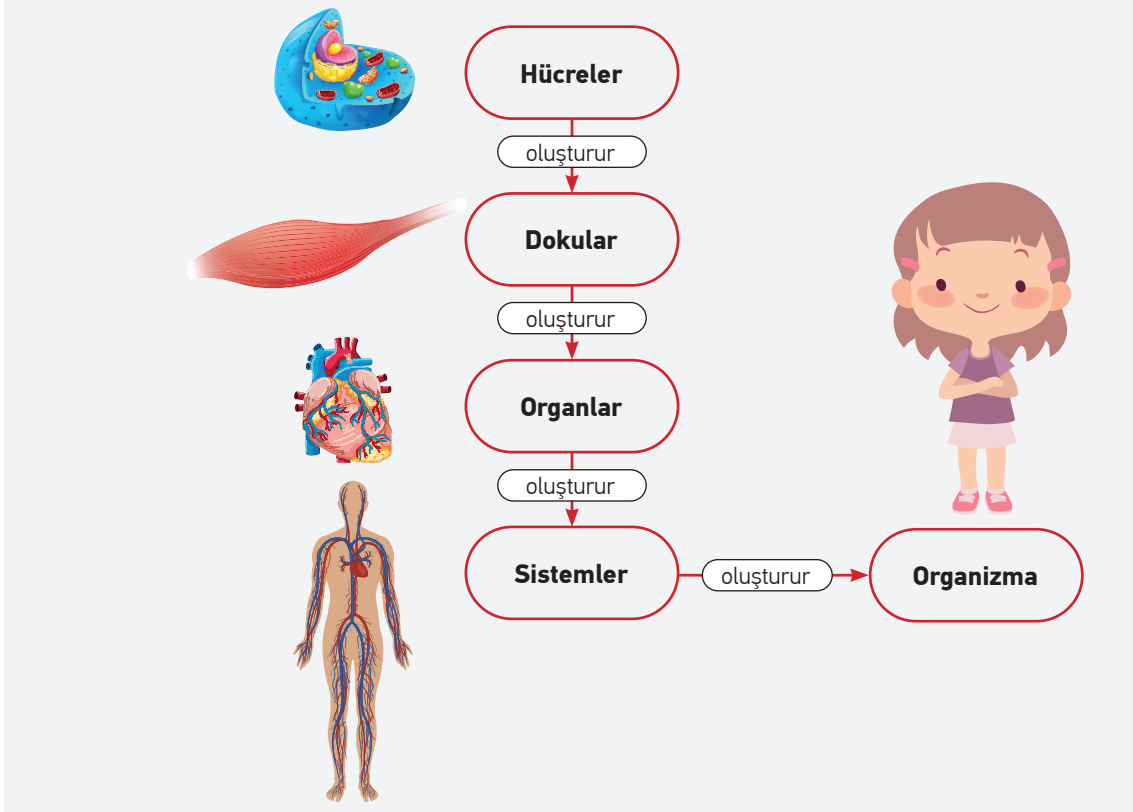 Hücreler
oluşturur
Dokular
oluşturur
Organlar
oluşturur
Sistemler
oluşturur
Organizma